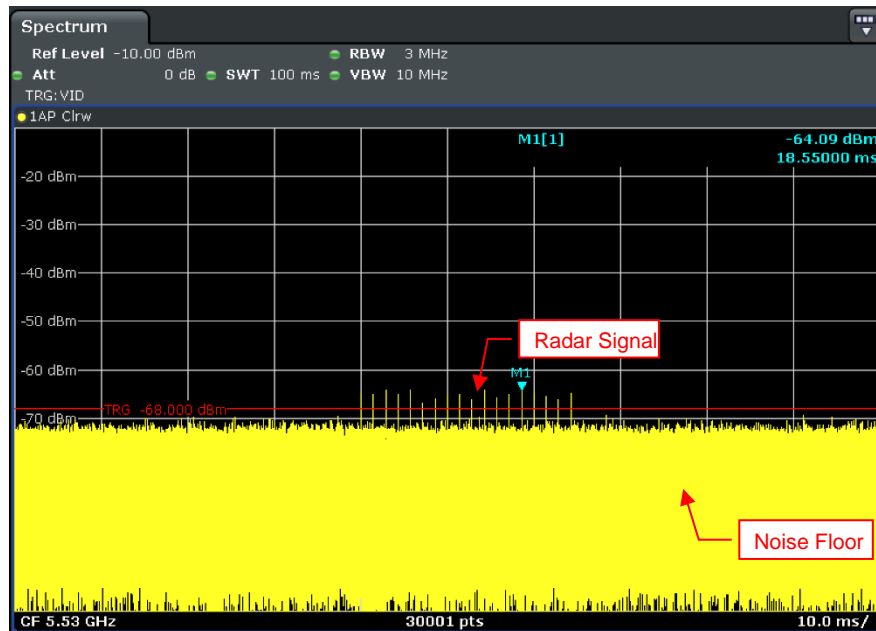 Spectrum
Ref Level -10.00 dBm RBW 3 MHz
Att 0 dB SWT 100 ms VBW 10 MHz
TRG:VID
1AP Clrw
M1[1] -64.09 dBm
18.55000 ms
-20 dBm
-30 dBm
-40 dBm
-50 dBm
Radar Signal
-60 dBm
M1
TRG -68.000 dBm
-70 dBm
Noise Floor
CF 5.53 GHz 30001 pts 10.0 ms/